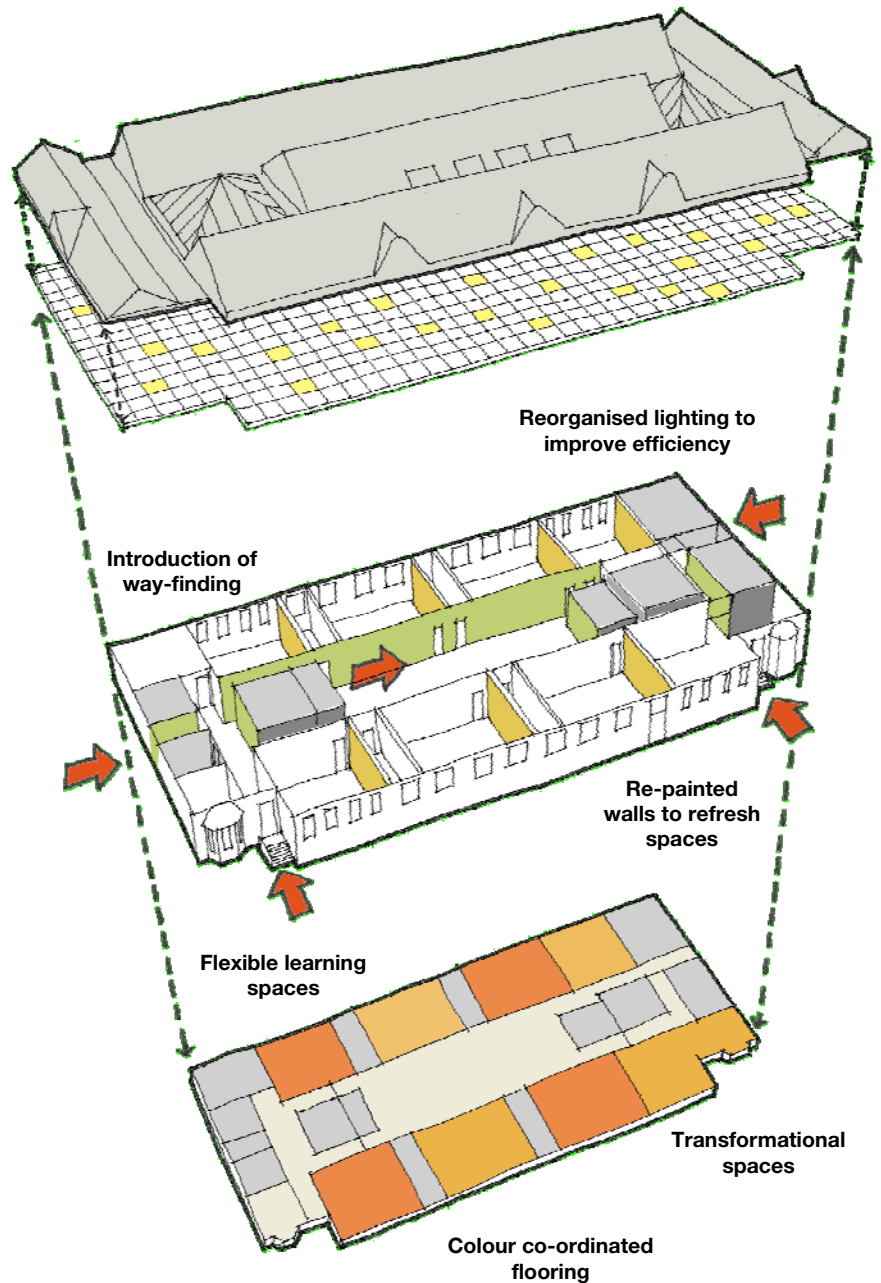 Reorganised lighting to
improve efficiency
Introduction of
way-finding
Re-painted
walls to refresh
spaces
Flexible learning
spaces
Transformational
spaces
Colour co-ordinated
flooring